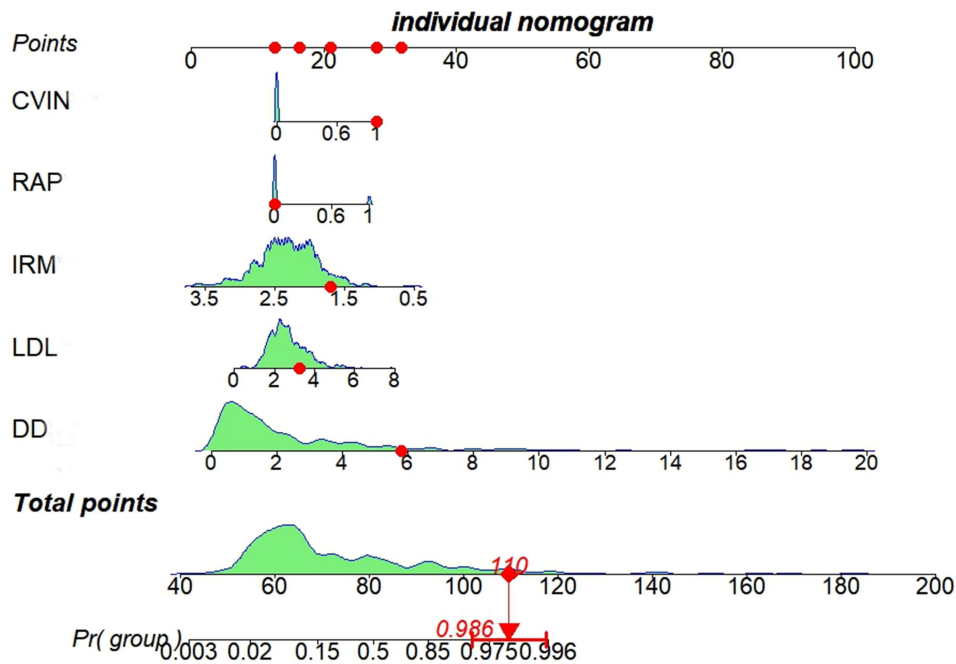 individual nomogram
Points
0 20 40 60 80 100
CVIN
0 0.6 1
RAP
0 0.6 1
IRM
3.5 2.5 1.5 0.5
LDL
0 2 4 6 8
DD
0 2 4 6 8 10 12 14 16 18 20
Total points
110
40 60 80 100 120 140 160 180 200
0.986
Pr( group )
0.003 0.02 0.15 0.5 0.85 0.975 0.996